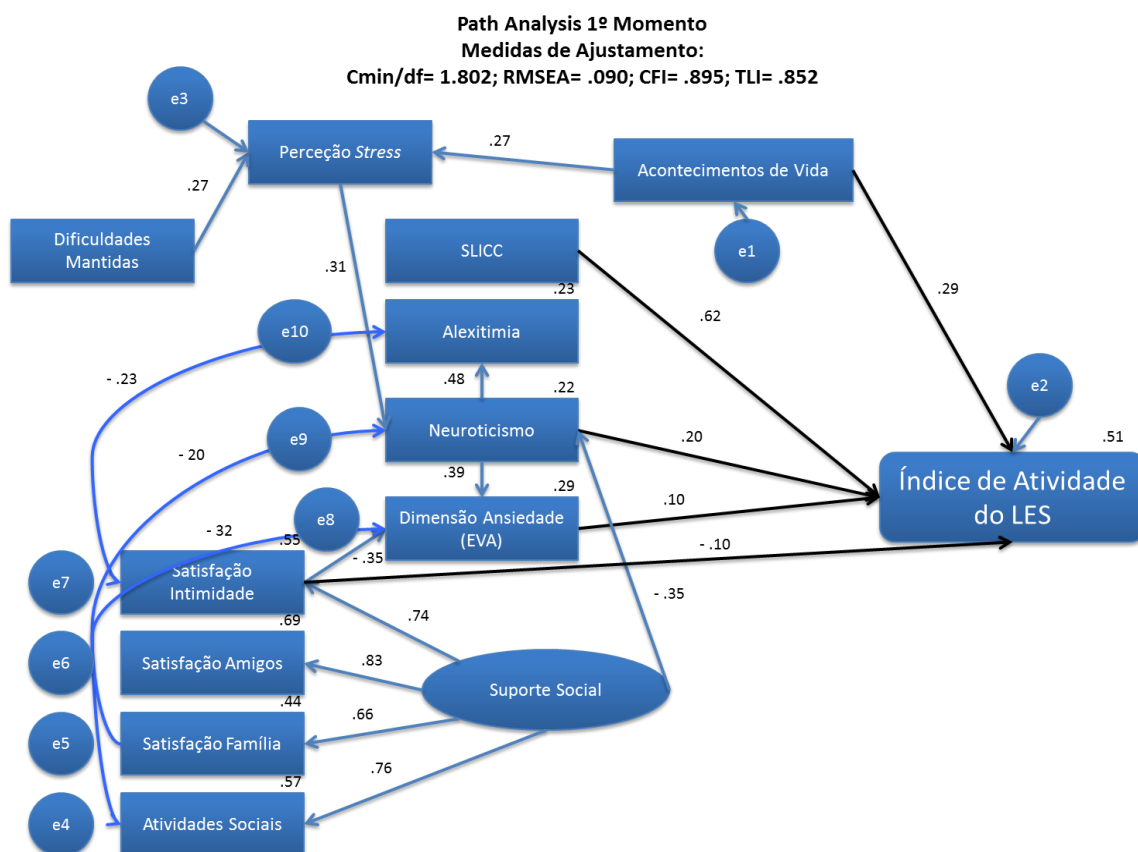 Path Analysis 1º Momento
Medidas de Ajustamento:
Cmin/df= 1.802; RMSEA= .090; CFI= .895; TLI= .852
e3
Perceção Stress
.27
Acontecimentos de Vida
.27
Dificuldades
Mantidas
SLICC
e1
.31
.23
.29
e10
Alexitimia
.62
- .23
.48
.22
e2
e9
Neuroticismo
.20
.51
- 20
.39
.29
Índice de Atividade
do LES
e8
Dimensão Ansiedade
(EVA)
.10
- 32
.55
- .35
- .10
e7
Satisfação
Intimidade
- .35
.74
.69
e6
Satisfação Amigos
.83
Suporte Social
.44
.66
e5
Satisfação Família
.76
.57
e4
Atividades Sociais